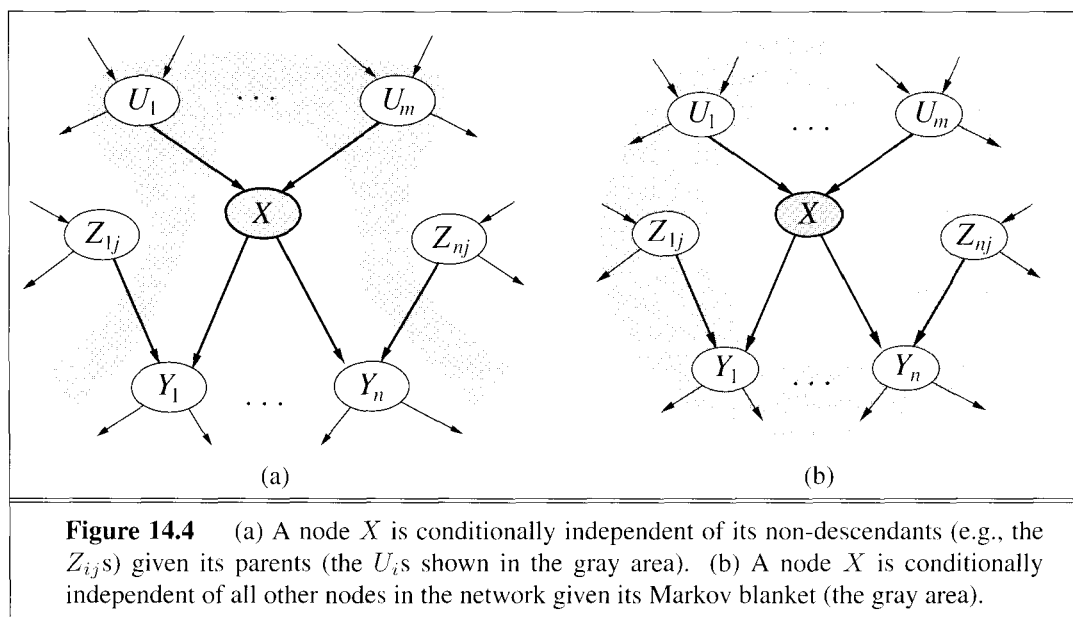 U₁ ... Uₘ
X
Z₁ⱼ Zₙⱼ
Y₁ ... Yₙ
(a)
U₁ ... Uₘ
X
Z₁ⱼ Zₙⱼ
Y₁ ... Yₙ
(b)
Figure 14.4 (a) A node X is conditionally independent of its non-descendants (e.g., the
Zᵢⱼs) given its parents (the Uᵢs shown in the gray area). (b) A node X is conditionally
independent of all other nodes in the network given its Markov blanket (the gray area).